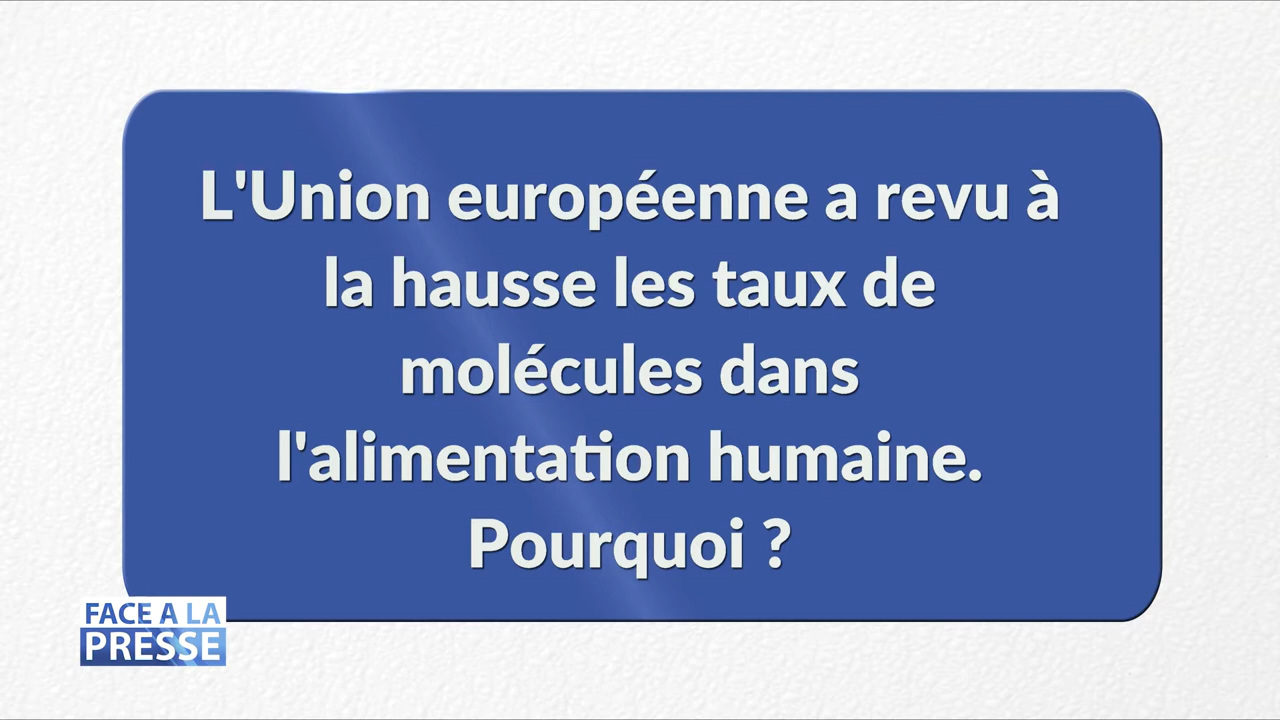 L'Union européenne a revu à
la hausse les taux de
molécules dans
l'alimentation humaine.
Pourquoi ?
FACE A LA
PRESSE